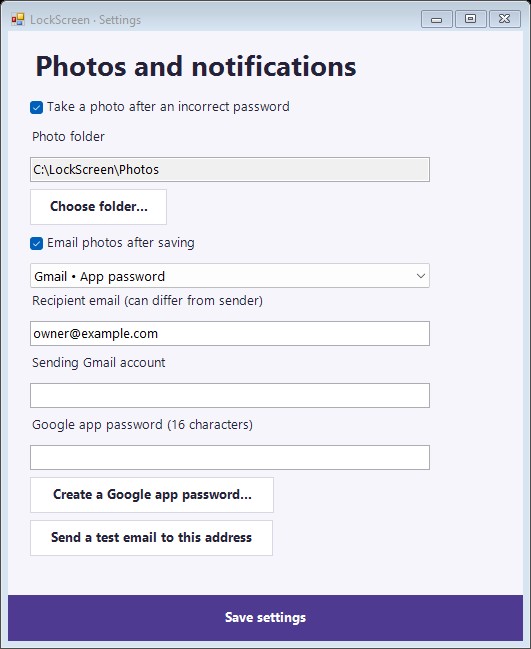 LockScreen · Settings
Photos and notifications
Take a photo after an incorrect password
Photo folder
C:\LockScreen\Photos
Choose folder...
Email photos after saving
Gmail • App password
Recipient email (can differ from sender)
owner@example.com
Sending Gmail account
Google app password (16 characters)
Create a Google app password...
Send a test email to this address
Save settings